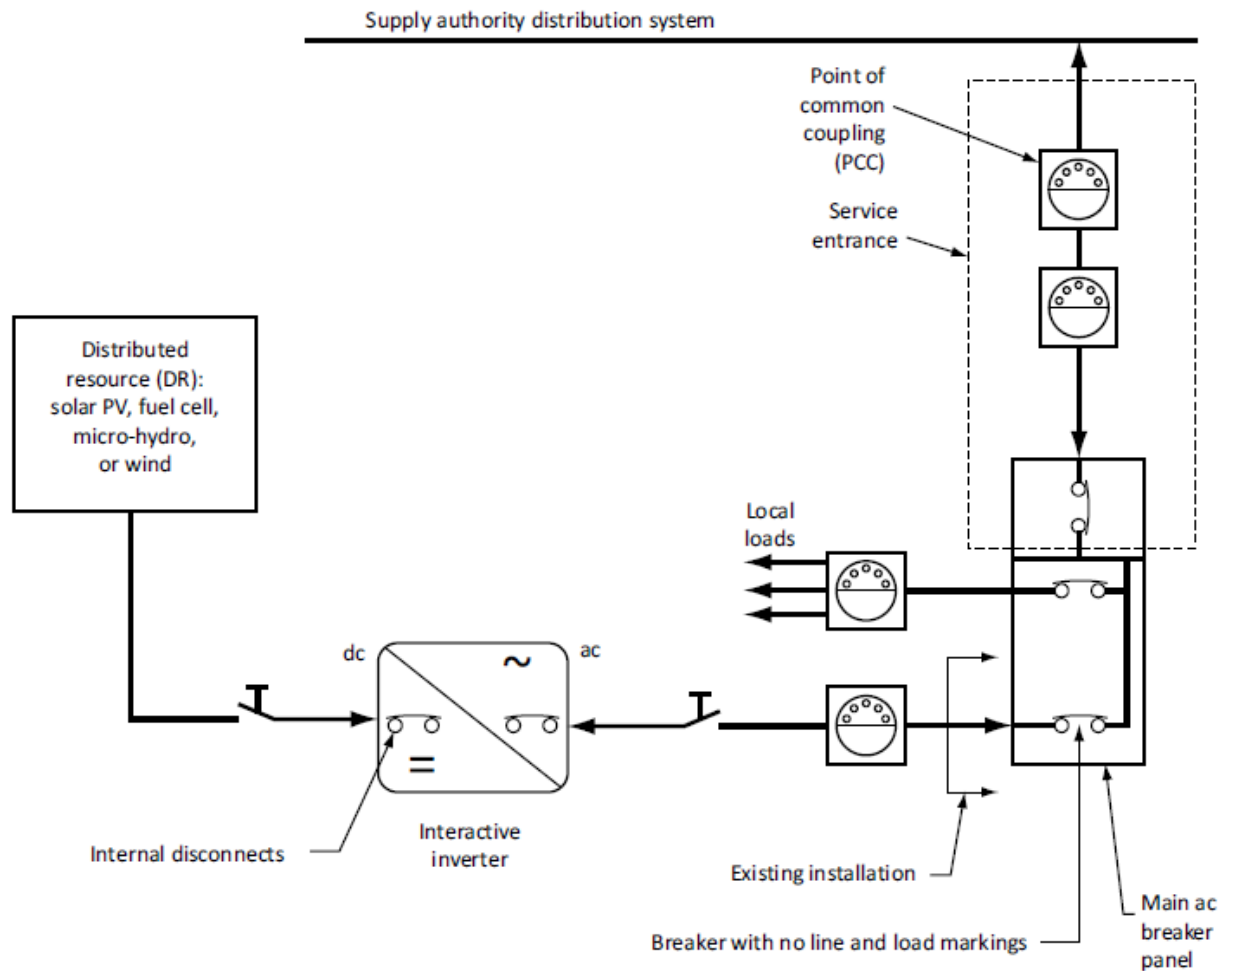 Supply authority distribution system
Point of
common
coupling
(PCC)
Service
entrance
Distributed
resource (DR):
solar PV, fuel cell,
micro-hydro,
or wind
Local
loads
dc
~
ac
=
Internal disconnects
Interactive
inverter
Existing installation
Breaker with no line and load markings
Main ac
breaker
panel